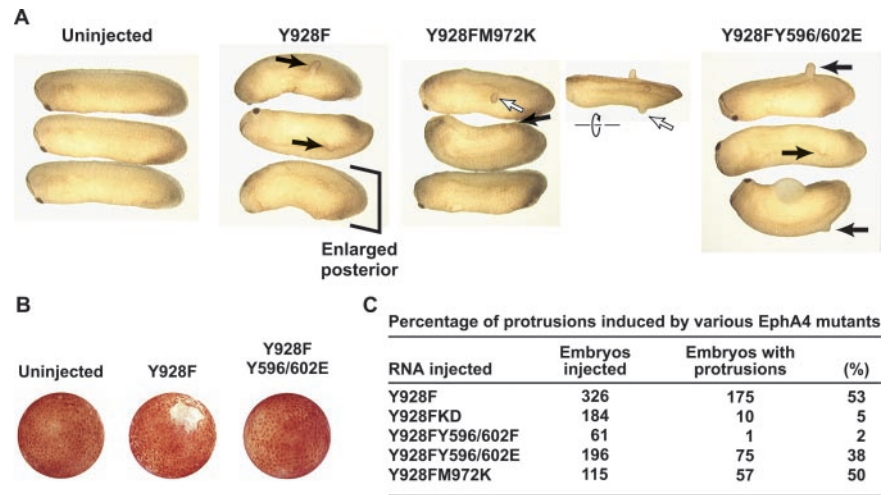 A
Uninjected
Y928F
Y928FM972K
Y928FY596/602E
Enlarged
posterior
B
Uninjected
Y928F
Y928F
Y596/602E
C
Percentage of protrusions induced by various EphA4 mutants
RNA injected Embryos injected Embryos with protrusions (%)
Y928F 326 175 53
Y928FKD 184 10 5
Y928FY596/602F 61 1 2
Y928FY596/602E 196 75 38
Y928FM972K 115 57 50